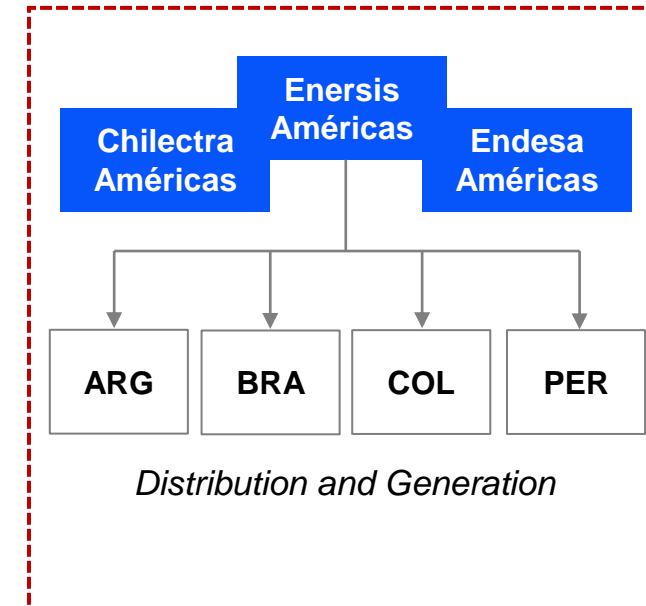 Enersis
Américas
Chilectra
Américas
Endesa
Américas
ARG
BRA
COL
PER
Distribution and Generation